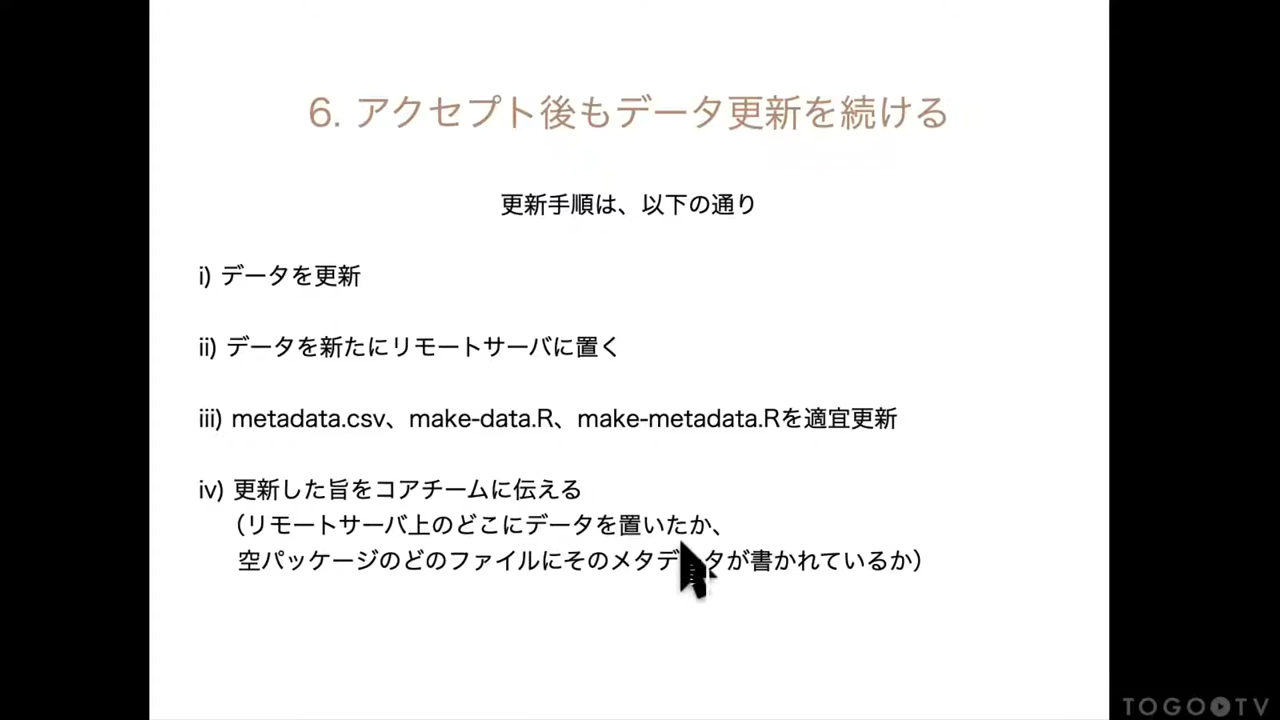 6. アクセプト後もデータ更新を続ける
更新手順は、以下の通り
i) データを更新
ii) データを新たにリモートサーバに置く
iii) metadata.csv、make-data.R、make-metadata.Rを適宜更新
iv) 更新した旨をコアチームに伝える
（リモートサーバ上のどこにデータを置いたか、
空パッケージのどのファイルにそのメタデータが書かれているか）
TOGOTV